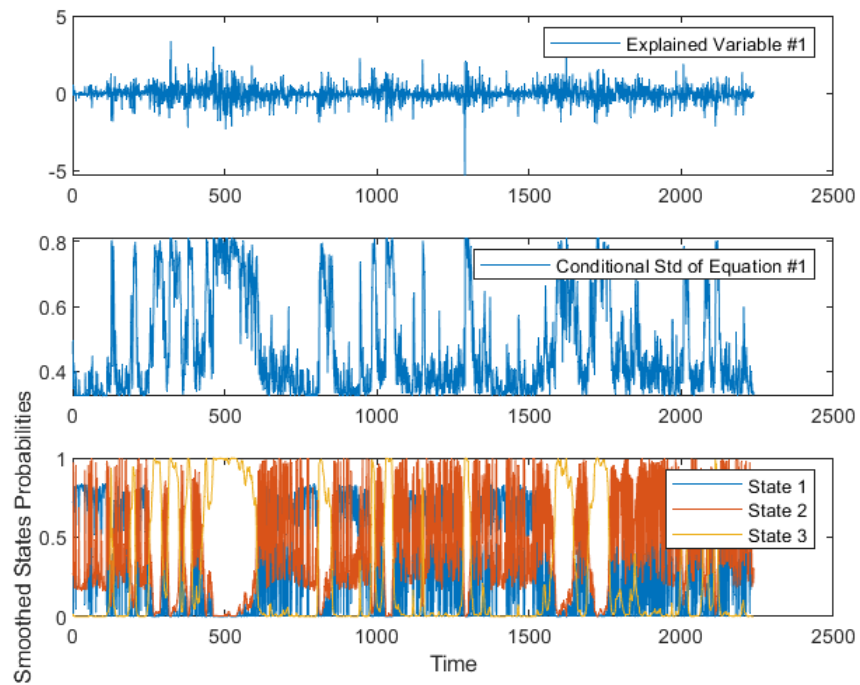 5
0
-5
Explained Variable #1
0 500 1000 1500 2000 2500
0.8
0.6
0.4
Conditional Std of Equation #1
0 500 1000 1500 2000 2500
Smoothed States Probabilities
1
0.5
0
State 1
State 2
State 3
0 500 1000 1500 2000 2500
Time